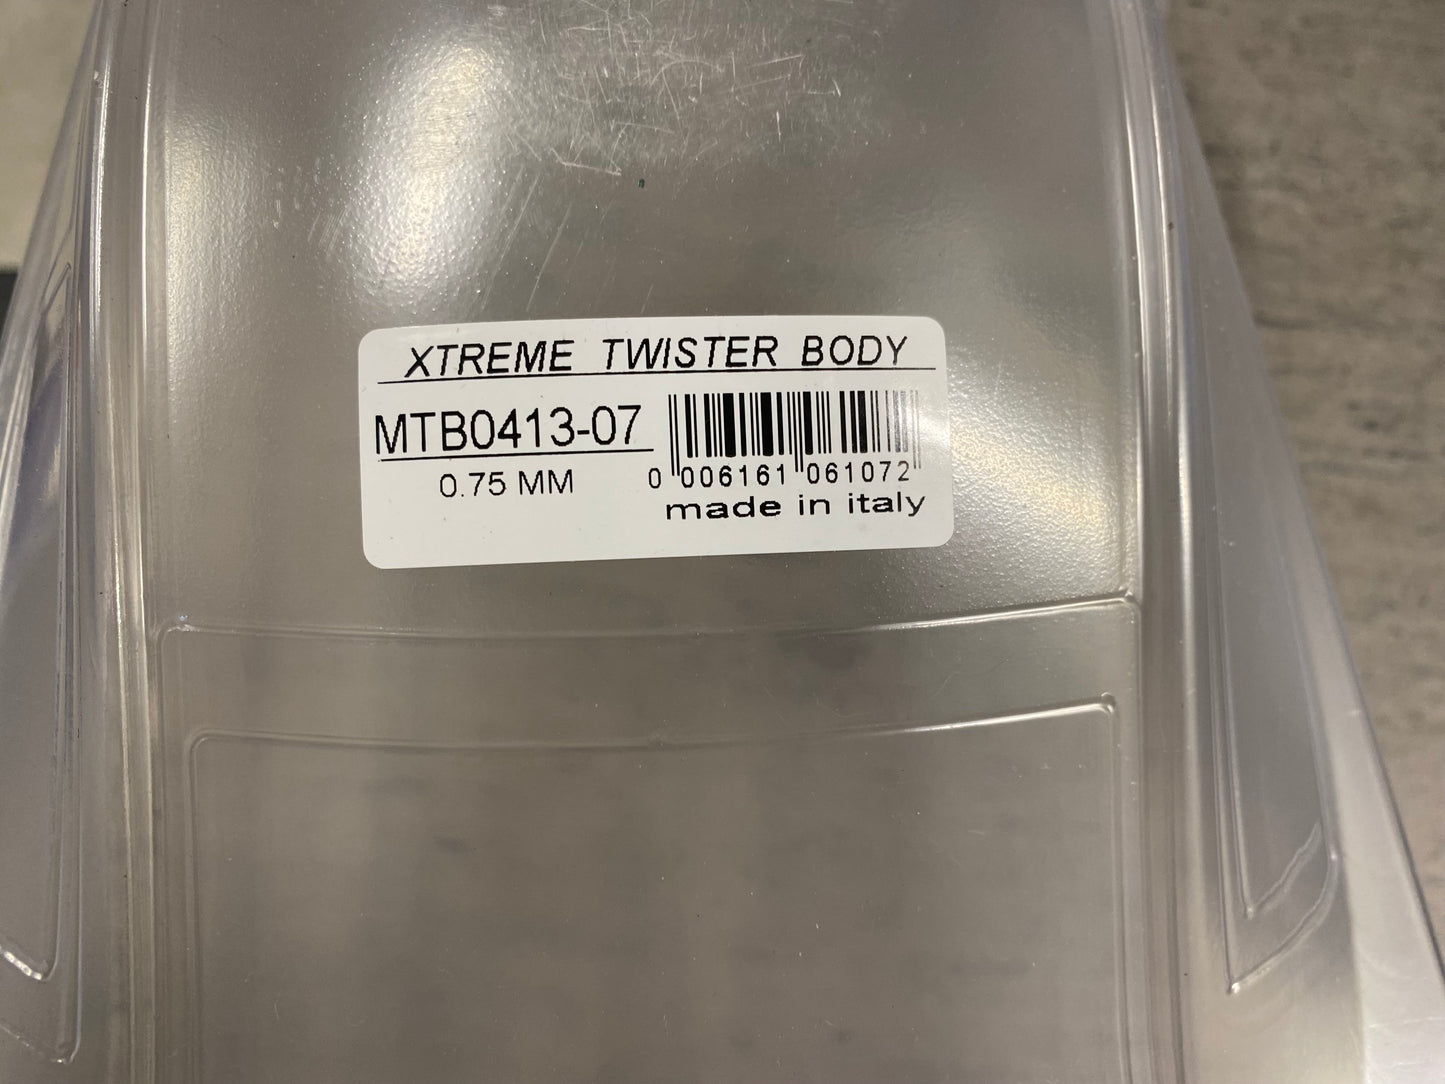 XTREME TWISTER BODY
MTB0413-07
0.75 MM
0 006161 061072
made in italy